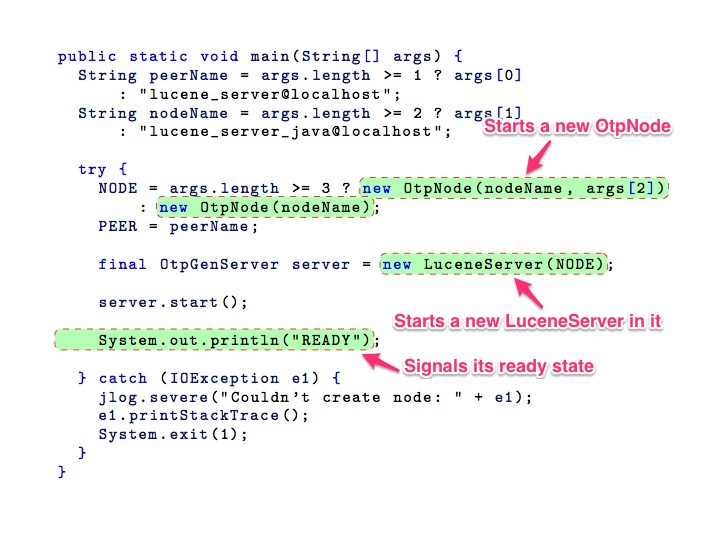 public static void main(String[] args) {
String peerName = args.length >= 1 ? args[0]
: "lucene_server@localhost";
String nodeName = args.length >= 2 ? args[1]
: "lucene_server_java@localhost";
Starts a new OtpNode
try {
NODE = args.length >= 3 ? new OtpNode(nodeName, args[2])
: new OtpNode(nodeName);
PEER = peerName;
final OtpGenServer server = new LuceneServer(NODE);
server.start();
Starts a new LuceneServer in it
System.out.println("READY");
Signals its ready state
} catch (IOException e1) {
jlog.severe("Couldn't create node: " + e1);
e1.printStackTrace();
System.exit(1);
}
}